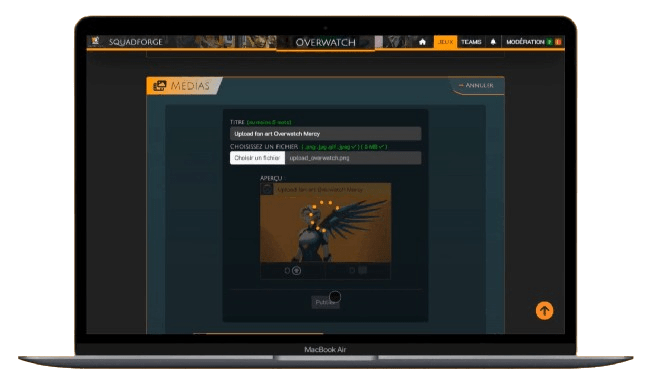 SQUADFORGE
OVERWATCH
JEUX
TEAMS
MODÉRATION
MÉDIAS
ANNULER
TITRE
Upload fan art Overwatch Mercy
CHOISISSEZ UN FICHIER
Choisir un fichier upload_overwatch.png
APERÇU :
Upload fan art Overwatch Mercy
0
MacBook Air